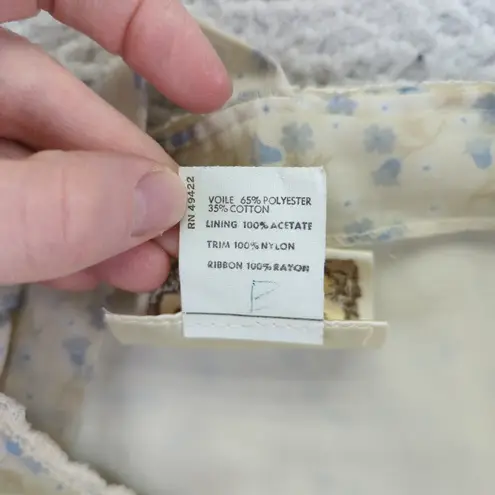 RN 49422
VOILE 65% POLYESTER
35% COTTON
LINING 100% ACETATE
TRIM 100% NYLON
RIBBON 100% RAYON